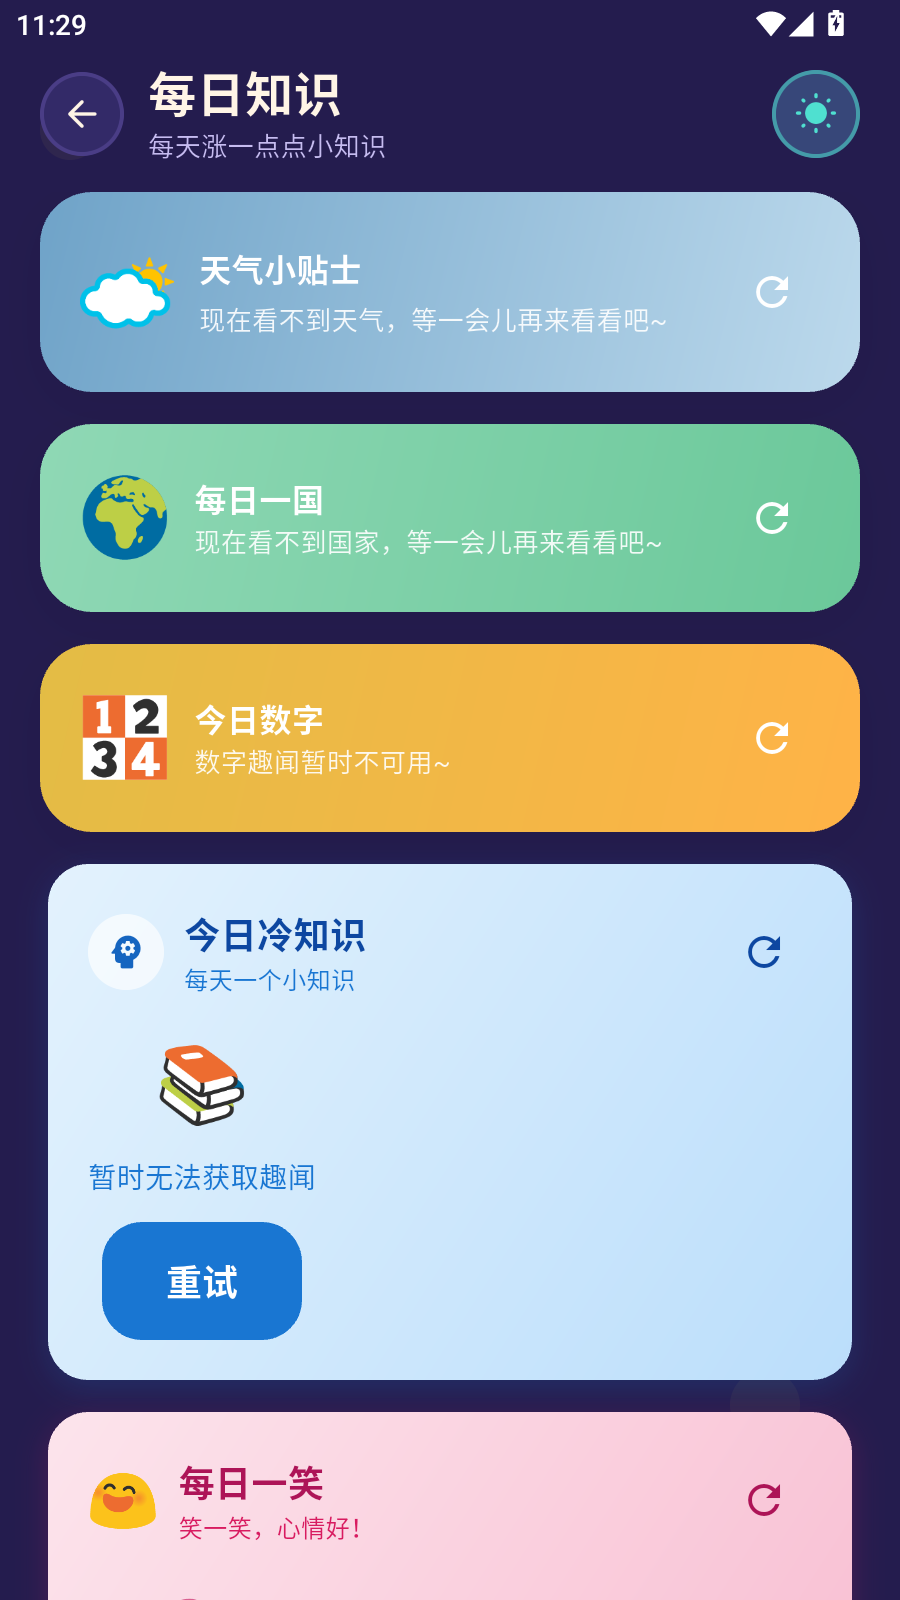 11:29
每日知识
每天涨一点点小知识
天气小贴士
现在看不到天气，等一会儿再来看看吧~
每日一国
现在看不到国家，等一会儿再来看看吧~
1 2
3 4
今日数字
数字趣闻暂时不可用~
今日冷知识
每天一个小知识
暂时无法获取趣闻
重试
每日一笑
笑一笑，心情好！